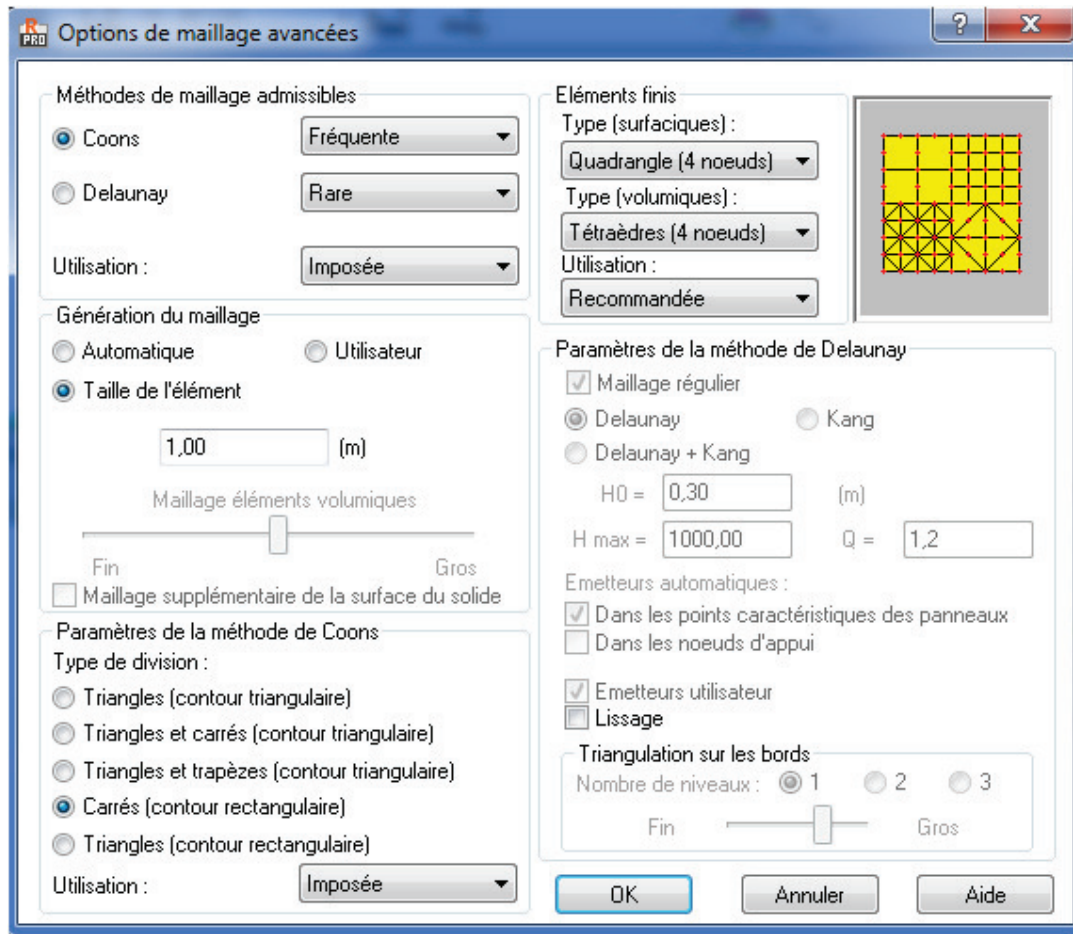 R
PRO
Options de maillage avancées
?
X
Méthodes de maillage admissibles
Coons
Fréquente
Delaunay
Rare
Utilisation :
Imposée
Génération du maillage
Automatique
Utilisateur
Taille de l'élément
1,00
(m)
Maillage éléments volumiques
Fin
Gros
Maillage supplémentaire de la surface du solide
Paramètres de la méthode de Coons
Type de division :
Triangles (contour triangulaire)
Triangles et carrés (contour triangulaire)
Triangles et trapèzes (contour triangulaire)
Carrés (contour rectangulaire)
Triangles (contour rectangulaire)
Utilisation :
Imposée
Eléments finis
Type (surfaciques) :
Quadrangle (4 noeuds)
Type (volumiques) :
Tétraèdres (4 noeuds)
Utilisation :
Recommandée
Paramètres de la méthode de Delaunay
Maillage régulier
Delaunay
Kang
Delaunay + Kang
H0 =
0,30
(m)
H max =
1000,00
Q =
1,2
Emetteurs automatiques :
Dans les points caractéristiques des panneaux
Dans les noeuds d'appui
Emetteurs utilisateur
Lissage
Triangulation sur les bords
Nombre de niveaux :
1
2
3
Fin
Gros
OK
Annuler
Aide